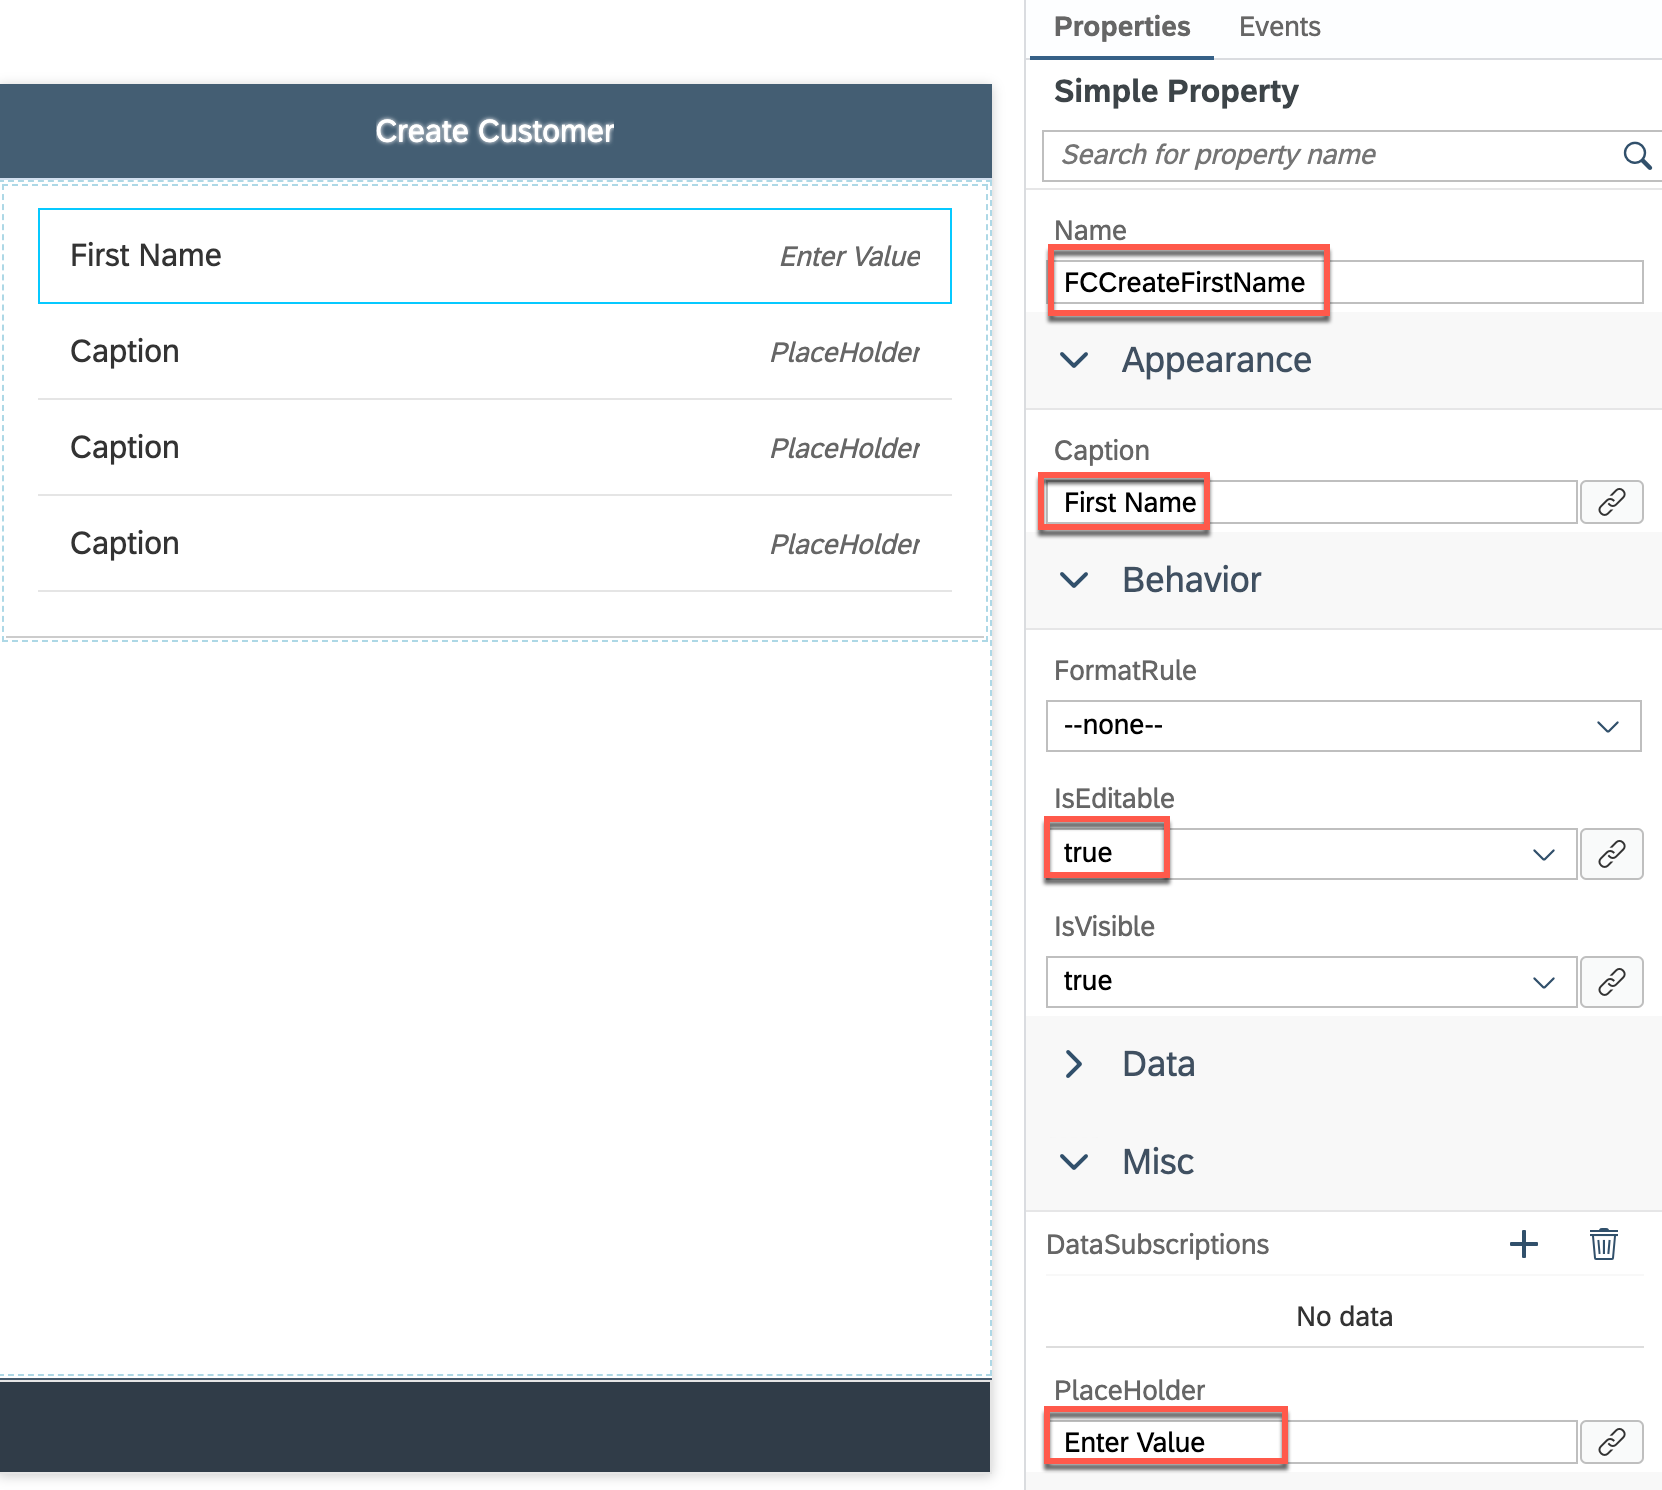 Create Customer
First Name Enter Value
Caption PlaceHolder
Caption PlaceHolder
Caption PlaceHolder
Properties Events
Simple Property
Search for property name
Name
FCCreateFirstName
Appearance
Caption
First Name
Behavior
FormatRule
--none--
IsEditable
true
IsVisible
true
Data
Misc
DataSubscriptions
No data
PlaceHolder
Enter Value